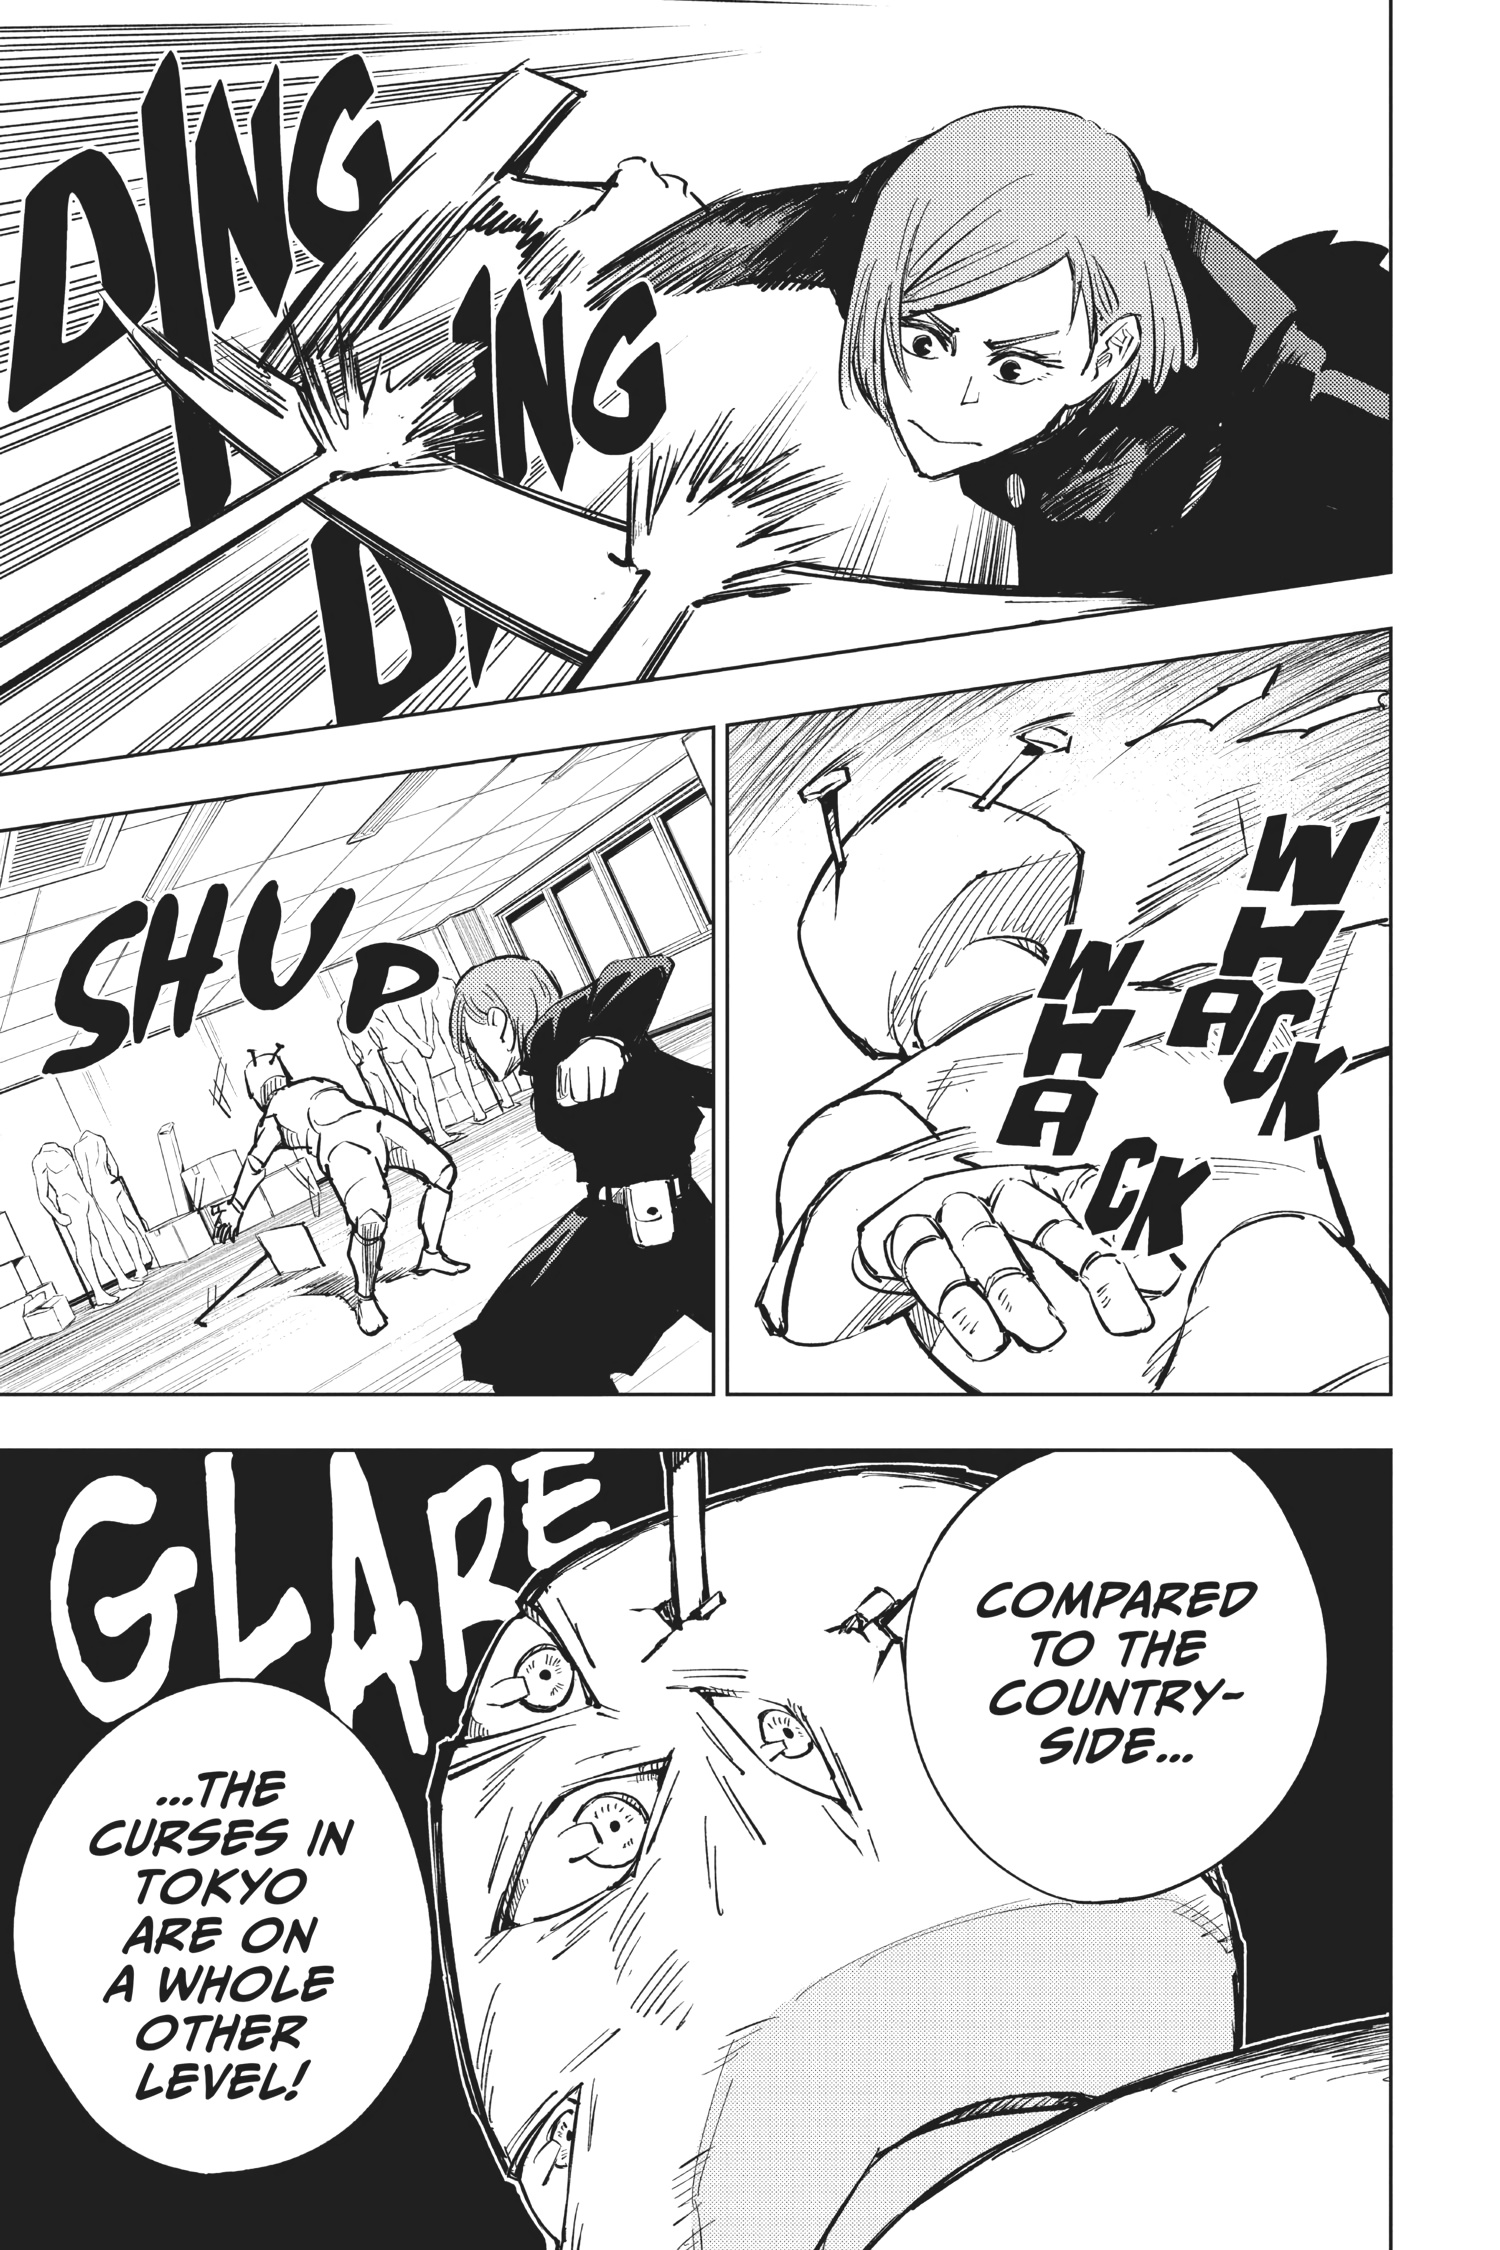 DING
DING
DI
WHACK
WHACK
SHUP
GLARE
COMPARED
TO THE
COUNTRY-
SIDE...
...THE
CURSES IN
TOKYO
ARE ON
A WHOLE
OTHER
LEVEL!